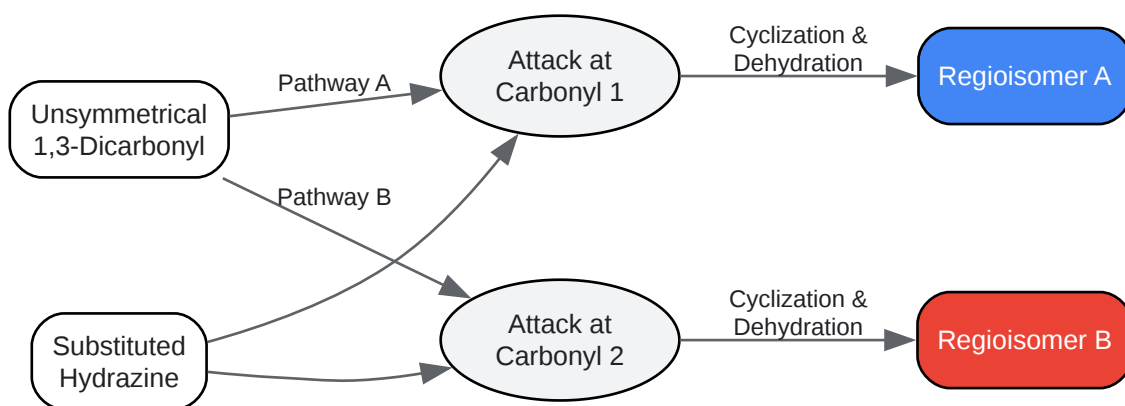 Unsymmetrical
1,3-Dicarbonyl
Pathway A
Attack at
Carbonyl 1
Cyclization &
Dehydration
Regioisomer A
Pathway B
Substituted
Hydrazine
Attack at
Carbonyl 2
Cyclization &
Dehydration
Regioisomer B